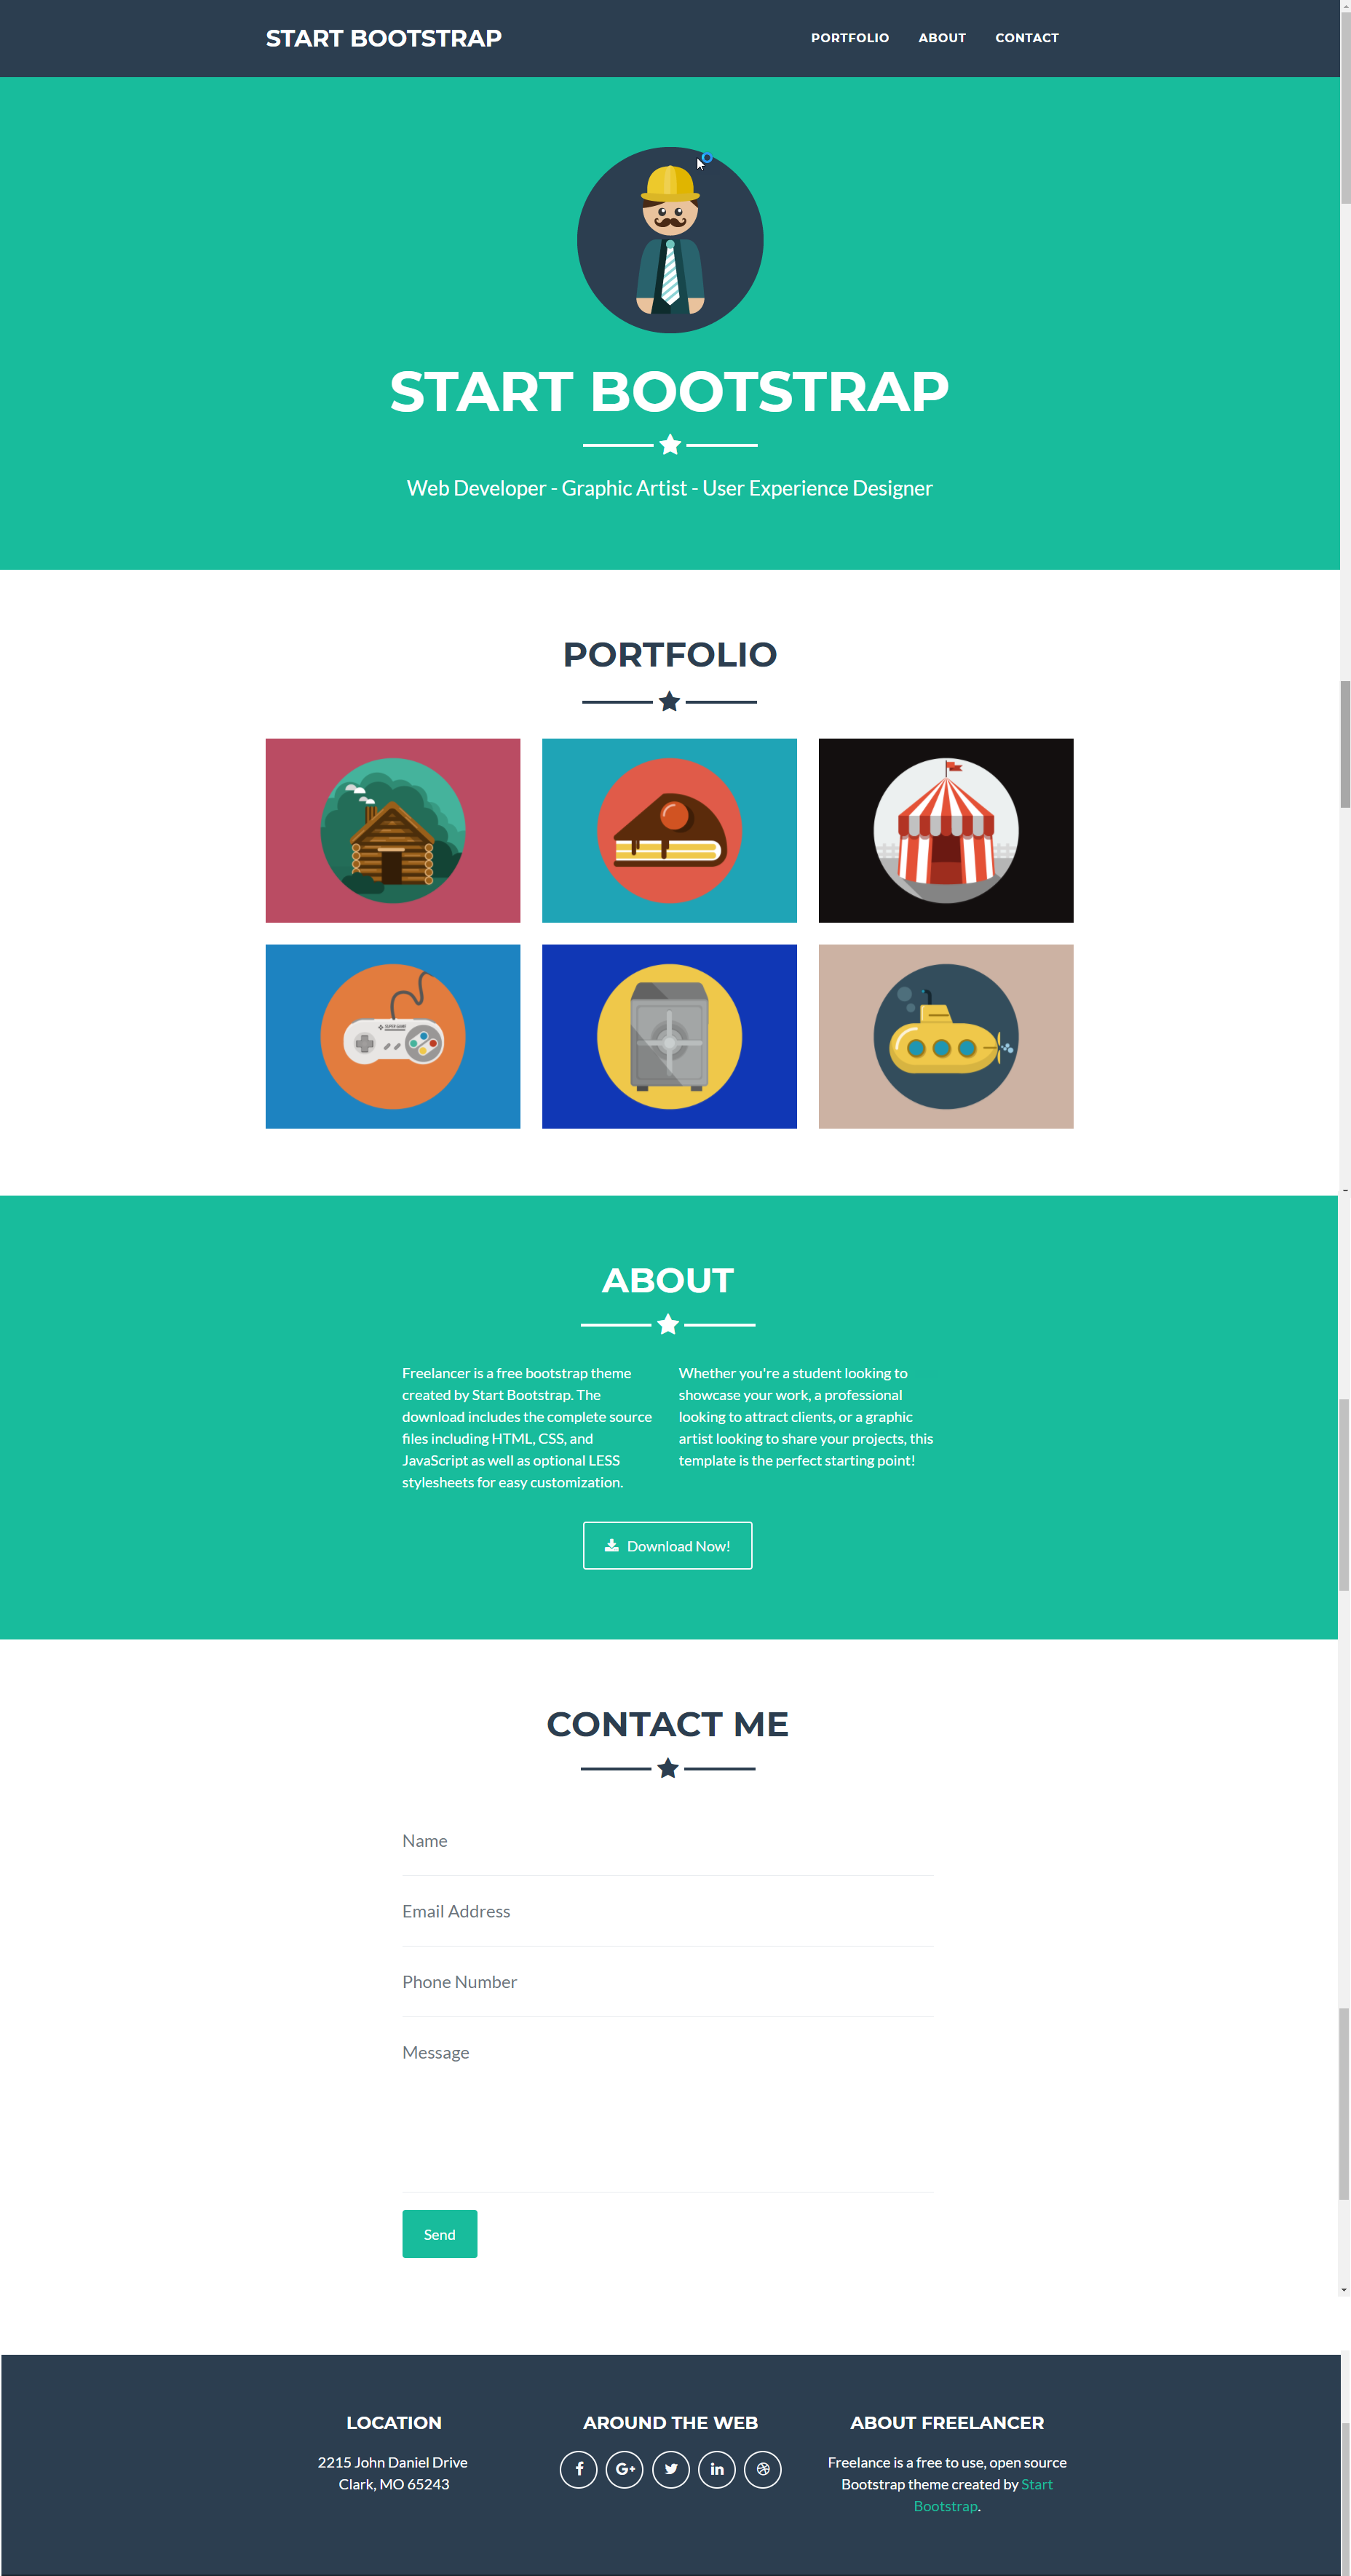 START BOOTSTRAP
PORTFOLIO
ABOUT
CONTACT
START BOOTSTRAP
Web Developer - Graphic Artist - User Experience Designer
PORTFOLIO
SUPER GAME
ABOUT
Freelancer is a free bootstrap theme
created by Start Bootstrap. The
download includes the complete source
files including HTML, CSS, and
JavaScript as well as optional LESS
stylesheets for easy customization.
Whether you're a student looking to
showcase your work, a professional
looking to attract clients, or a graphic
artist looking to share your projects, this
template is the perfect starting point!
Download Now!
CONTACT ME
Name
Email Address
Phone Number
Message
Send
LOCATION
2215 John Daniel Drive
Clark, MO 65243
AROUND THE WEB
f G+ in
ABOUT FREELANCER
Freelance is a free to use, open source
Bootstrap theme created by Start
Bootstrap.